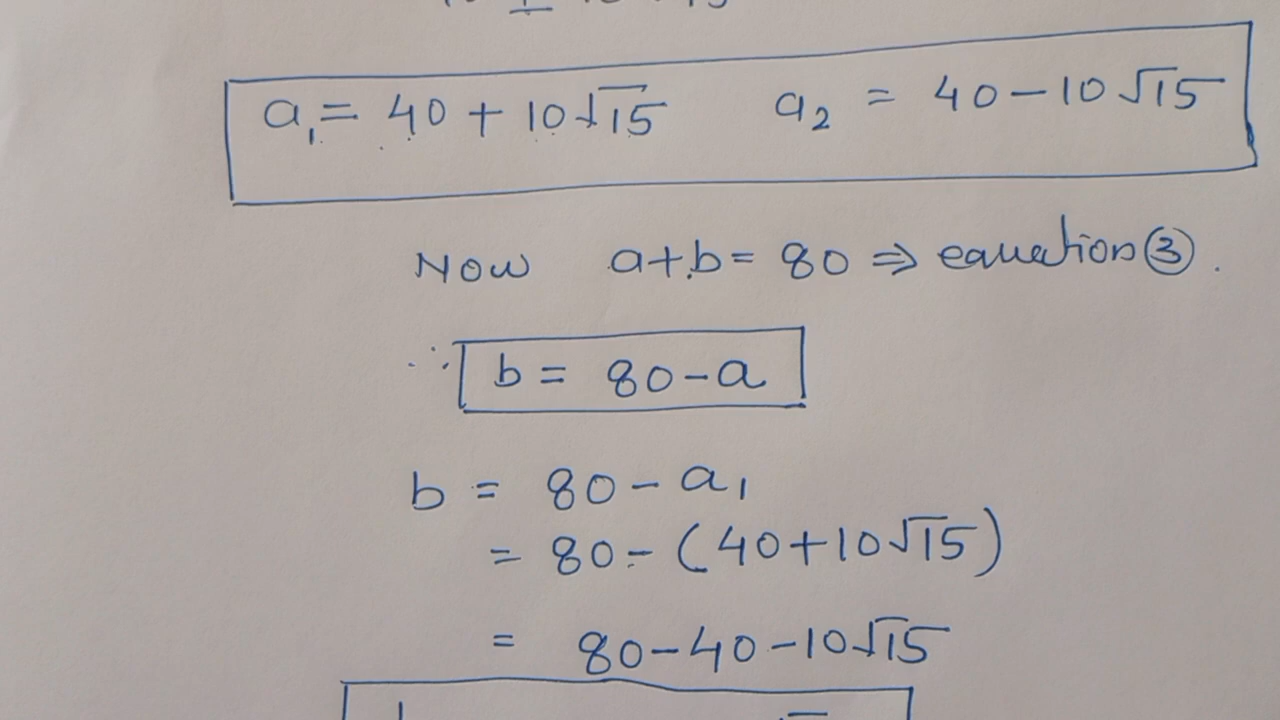 a₁ = 40 + 10√15 a₂ = 40 - 10√15
Now a+b = 80 ⇒ equation ③.
∴ b = 80 - a
b = 80 - a₁
= 80 - (40 + 10√15)
= 80 - 40 - 10√15